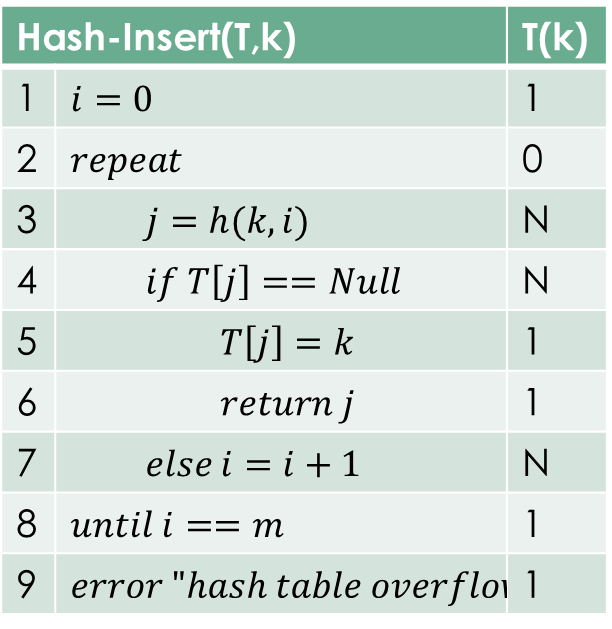 Hash-Insert(T,k) T(k)
1 i = 0 1
2 repeat 0
3 j = h(k, i) N
4 if T[j] == Null N
5 T[j] = k 1
6 return j 1
7 else i = i + 1 N
8 until i == m 1
9 error "hash table overflo 1